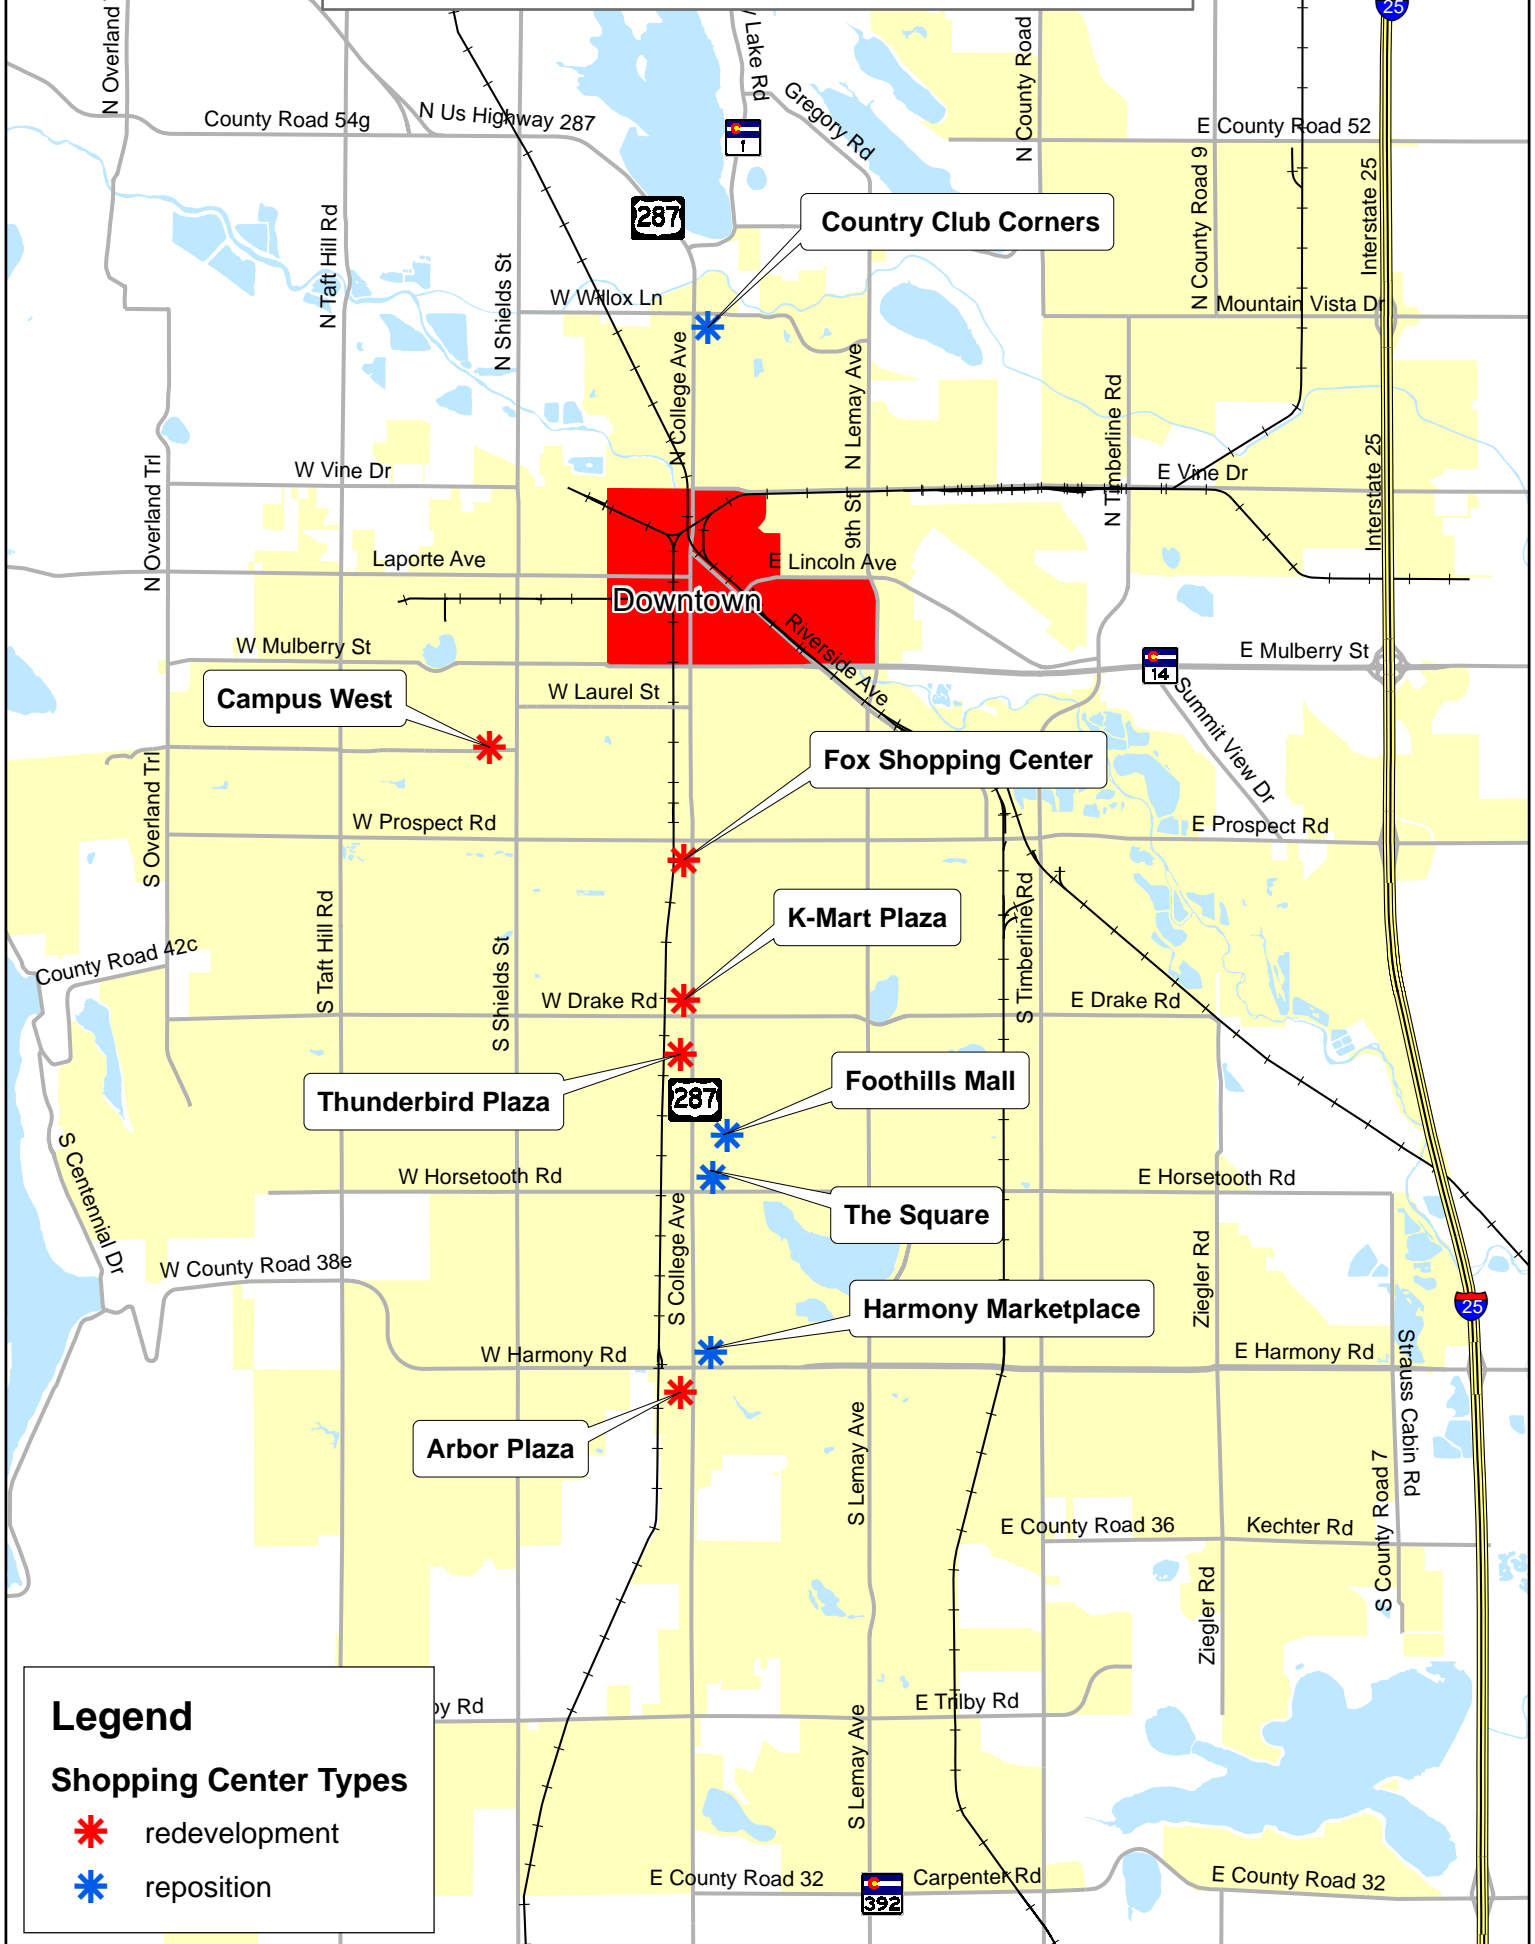 25
N Overland
Lake Rd
N County Road
County Road 54g
N Us Highway 287
Gregory Rd
E County Road 52
1
287
Country Club Corners
N Taft Hill Rd
N Shields St
N County Road 9
Interstate 25
W Willox Ln
Mountain Vista Dr
N College Ave
N Lemay Ave
N Timberline Rd
N Overland Trl
W Vine Dr
E Vine Dr
Interstate 25
9th St
Laporte Ave
E Lincoln Ave
Downtown
Riverside Ave
W Mulberry St
E Mulberry St
14
Campus West
W Laurel St
Summit View Dr
Fox Shopping Center
S Overland Trl
W Prospect Rd
E Prospect Rd
K-Mart Plaza
S Taft Hill Rd
S Shields St
S Timberline Rd
County Road 42c
W Drake Rd
E Drake Rd
Thunderbird Plaza
287
Foothills Mall
S Centennial Dr
W Horsetooth Rd
E Horsetooth Rd
The Square
S College Ave
Ziegler Rd
W County Road 38e
Harmony Marketplace
25
W Harmony Rd
E Harmony Rd
Strauss Cabin Rd
Arbor Plaza
S Lemay Ave
S County Road 7
E County Road 36
Kechter Rd
Ziegler Rd
by Rd
E Trilby Rd
S Lemay Ave
Legend
Shopping Center Types
redevelopment
reposition
E County Road 32
392
Carpenter Rd
E County Road 32